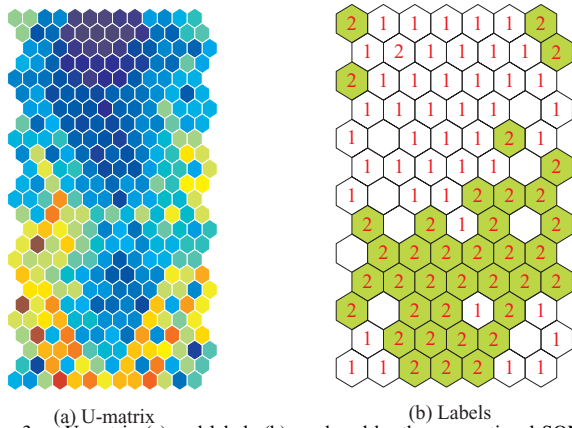 2 1 1 1 1 1 2
1 2 1 1 1 1 2
2 1 1 1 1 1 1
1 1 1 1 1 1
1 1 1 1 2 1
1 1 1 1 1 2
1 1 1 2 2 2
2 2 1 2 2
2 2 2 2 2 2
2 2 2 2 2 2 2
2 2 2 1 2 1
1 2 2 2 2 1
1 1 2 2 2 1 1
(a) U-matrix
(b) Labels